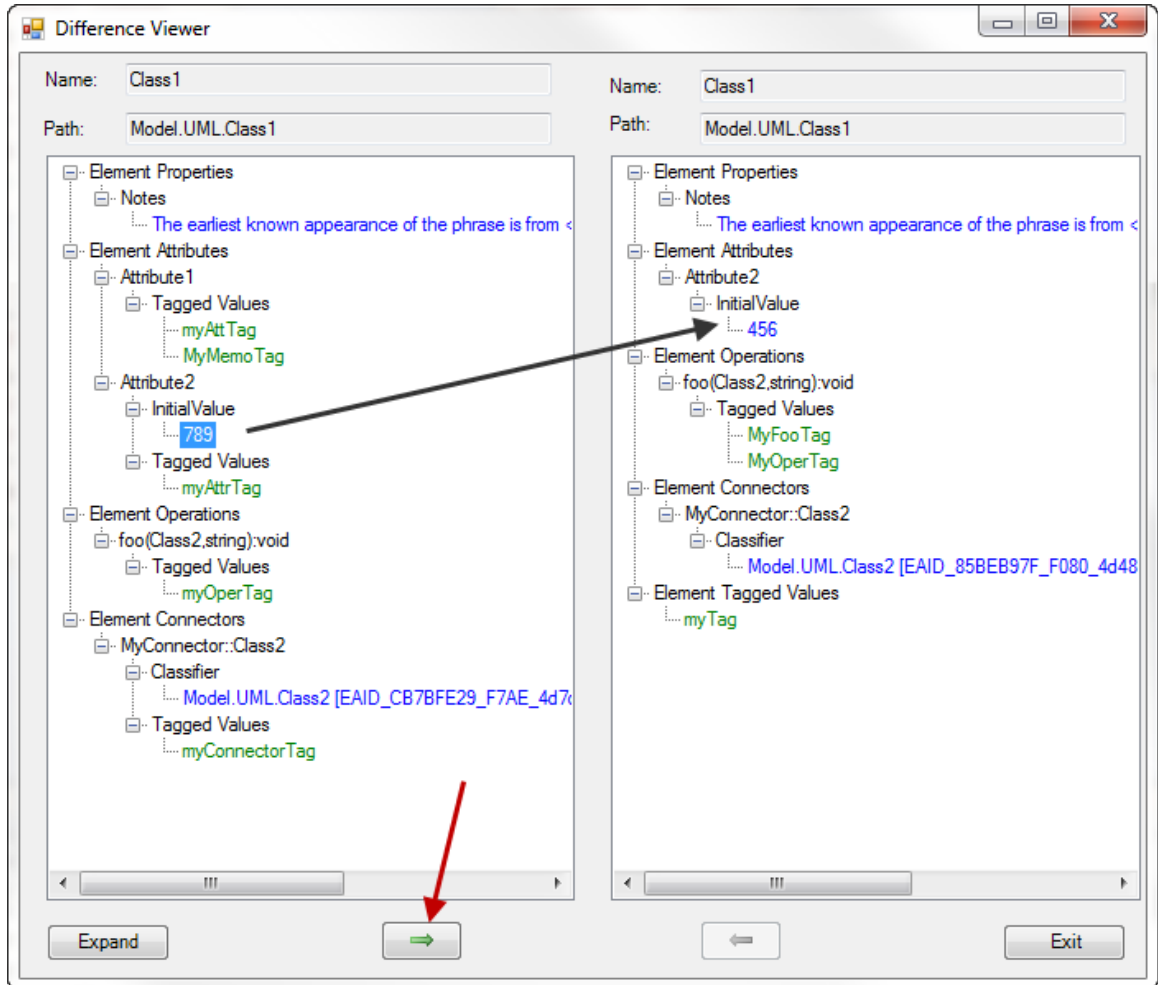 Difference Viewer
Name: Class1
Path: Model.UML.Class1
Element Properties
Notes
The earliest known appearance of the phrase is from <
Element Attributes
Attribute1
Tagged Values
myAttTag
MyMemoTag
Attribute2
InitialValue
789
Tagged Values
myAttrTag
Element Operations
foo(Class2,string):void
Tagged Values
myOperTag
Element Connectors
MyConnector::Class2
Classifier
Model.UML.Class2 [EAID_CB7BFE29_F7AE_4d7
Tagged Values
myConnectorTag
Name: Class1
Path: Model.UML.Class1
Element Properties
Notes
The earliest known appearance of the phrase is from <
Element Attributes
Attribute2
InitialValue
456
Element Operations
foo(Class2,string):void
Tagged Values
MyFooTag
MyOperTag
Element Connectors
MyConnector::Class2
Classifier
Model.UML.Class2 [EAID_85BEB97F_F080_4d48
Element Tagged Values
myTag
Expand
Exit